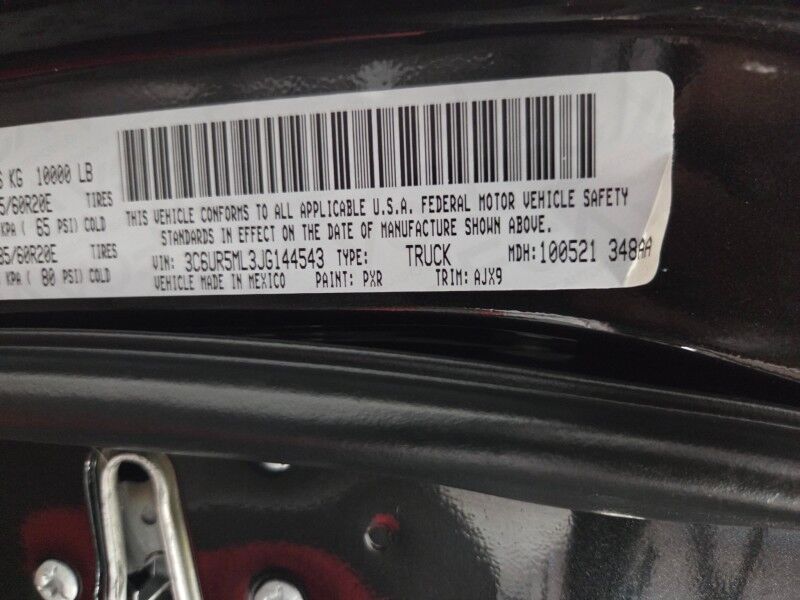 KG 10000 LB
5/60R20E TIRES
KPA ( 65 PSI) COLD
85/60R20E TIRES
KPA ( 80 PSI) COLD
THIS VEHICLE CONFORMS TO ALL APPLICABLE U.S.A. FEDERAL MOTOR VEHICLE SAFETY
STANDARDS IN EFFECT ON THE DATE OF MANUFACTURE SHOWN ABOVE.
VIN: 3C6UR5ML3JG144543 TYPE: TRUCK MDH: 100521 348AA
VEHICLE MADE IN MEXICO PAINT: PXR TRIM: AJX9